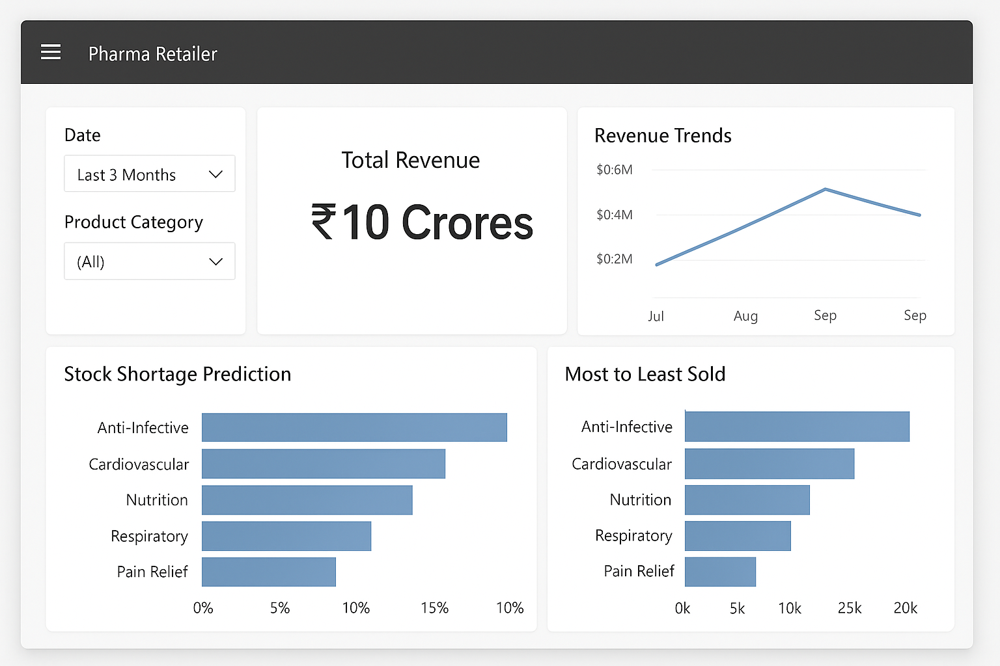 Pharma Retailer
Date
Last 3 Months
Product Category
(All)
Total Revenue
₹10 Crores
Revenue Trends
$0:6M
$0:4M
$0:2M
Jul Aug Sep Sep
Stock Shortage Prediction
Anti-Infective
Cardiovascular
Nutrition
Respiratory
Pain Relief
0% 5% 10% 15% 10%
Most to Least Sold
Anti-Infective
Cardiovascular
Nutrition
Respiratory
Pain Relief
0k 5k 10k 25k 20k